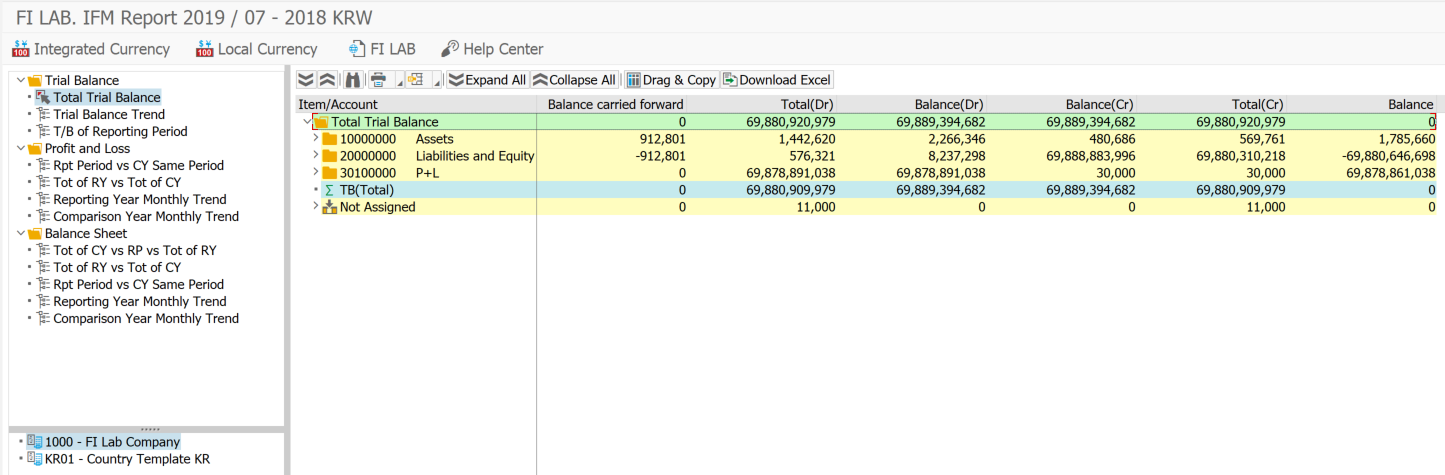 FI LAB. IFM Report 2019 / 07 - 2018 KRW
Integrated Currency Local Currency FI LAB Help Center
Trial Balance
Total Trial Balance
Trial Balance Trend
T/B of Reporting Period
Profit and Loss
Rpt Period vs CY Same Period
Tot of RY vs Tot of CY
Reporting Year Monthly Trend
Comparison Year Monthly Trend
Balance Sheet
Tot of CY vs RP vs Tot of RY
Tot of RY vs Tot of CY
Rpt Period vs CY Same Period
Reporting Year Monthly Trend
Comparison Year Monthly Trend
1000 - FI Lab Company
KR01 - Country Template KR
Expand All Collapse All Drag & Copy Download Excel
Item/Account Balance carried forward Total(Dr) Balance(Dr) Balance(Cr) Total(Cr) Balance
Total Trial Balance 0 69,880,920,979 69,889,394,682 69,889,394,682 69,880,920,979 0
10000000 Assets 912,801 1,442,620 2,266,346 480,686 569,761 1,785,660
20000000 Liabilities and Equity -912,801 576,321 8,237,298 69,888,883,996 69,880,310,218 -69,880,646,698
30100000 P+L 0 69,878,891,038 69,878,891,038 30,000 30,000 69,878,861,038
Σ TB(Total) 0 69,880,909,979 69,889,394,682 69,889,394,682 69,880,909,979 0
Not Assigned 0 11,000 0 0 11,000 0